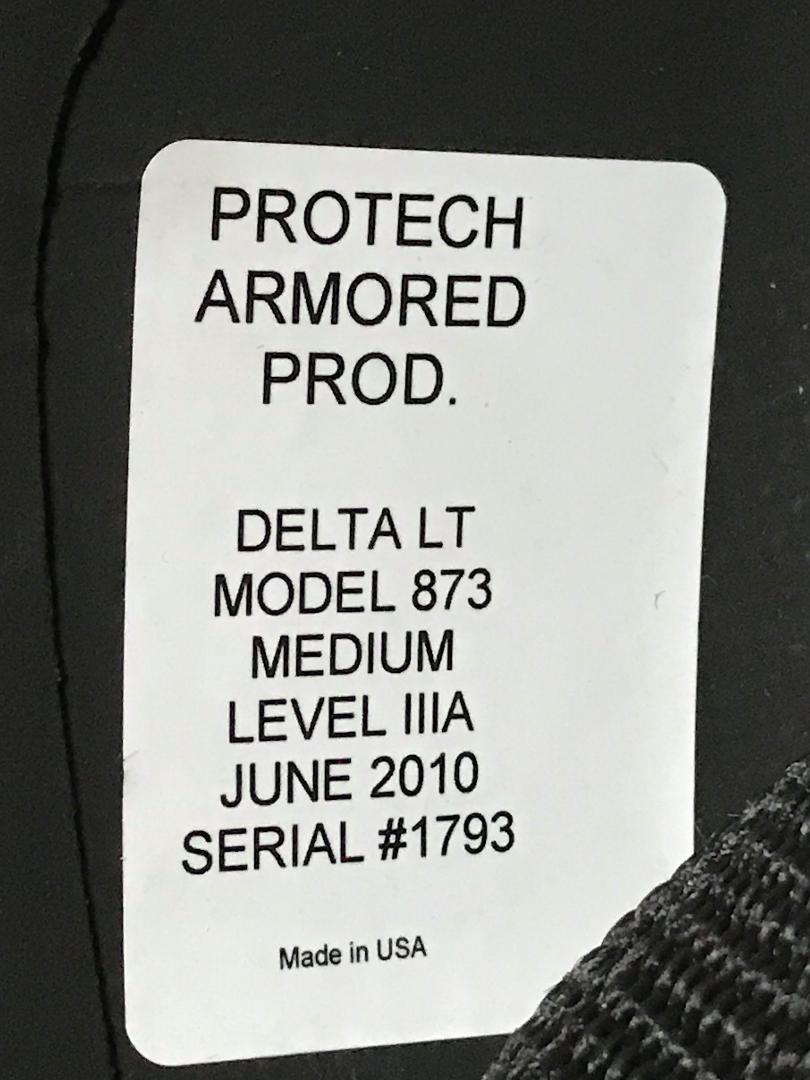 PROTECH
ARMORED
PROD.
DELTA LT
MODEL 873
MEDIUM
LEVEL IIIA
JUNE 2010
SERIAL #1793
Made in USA